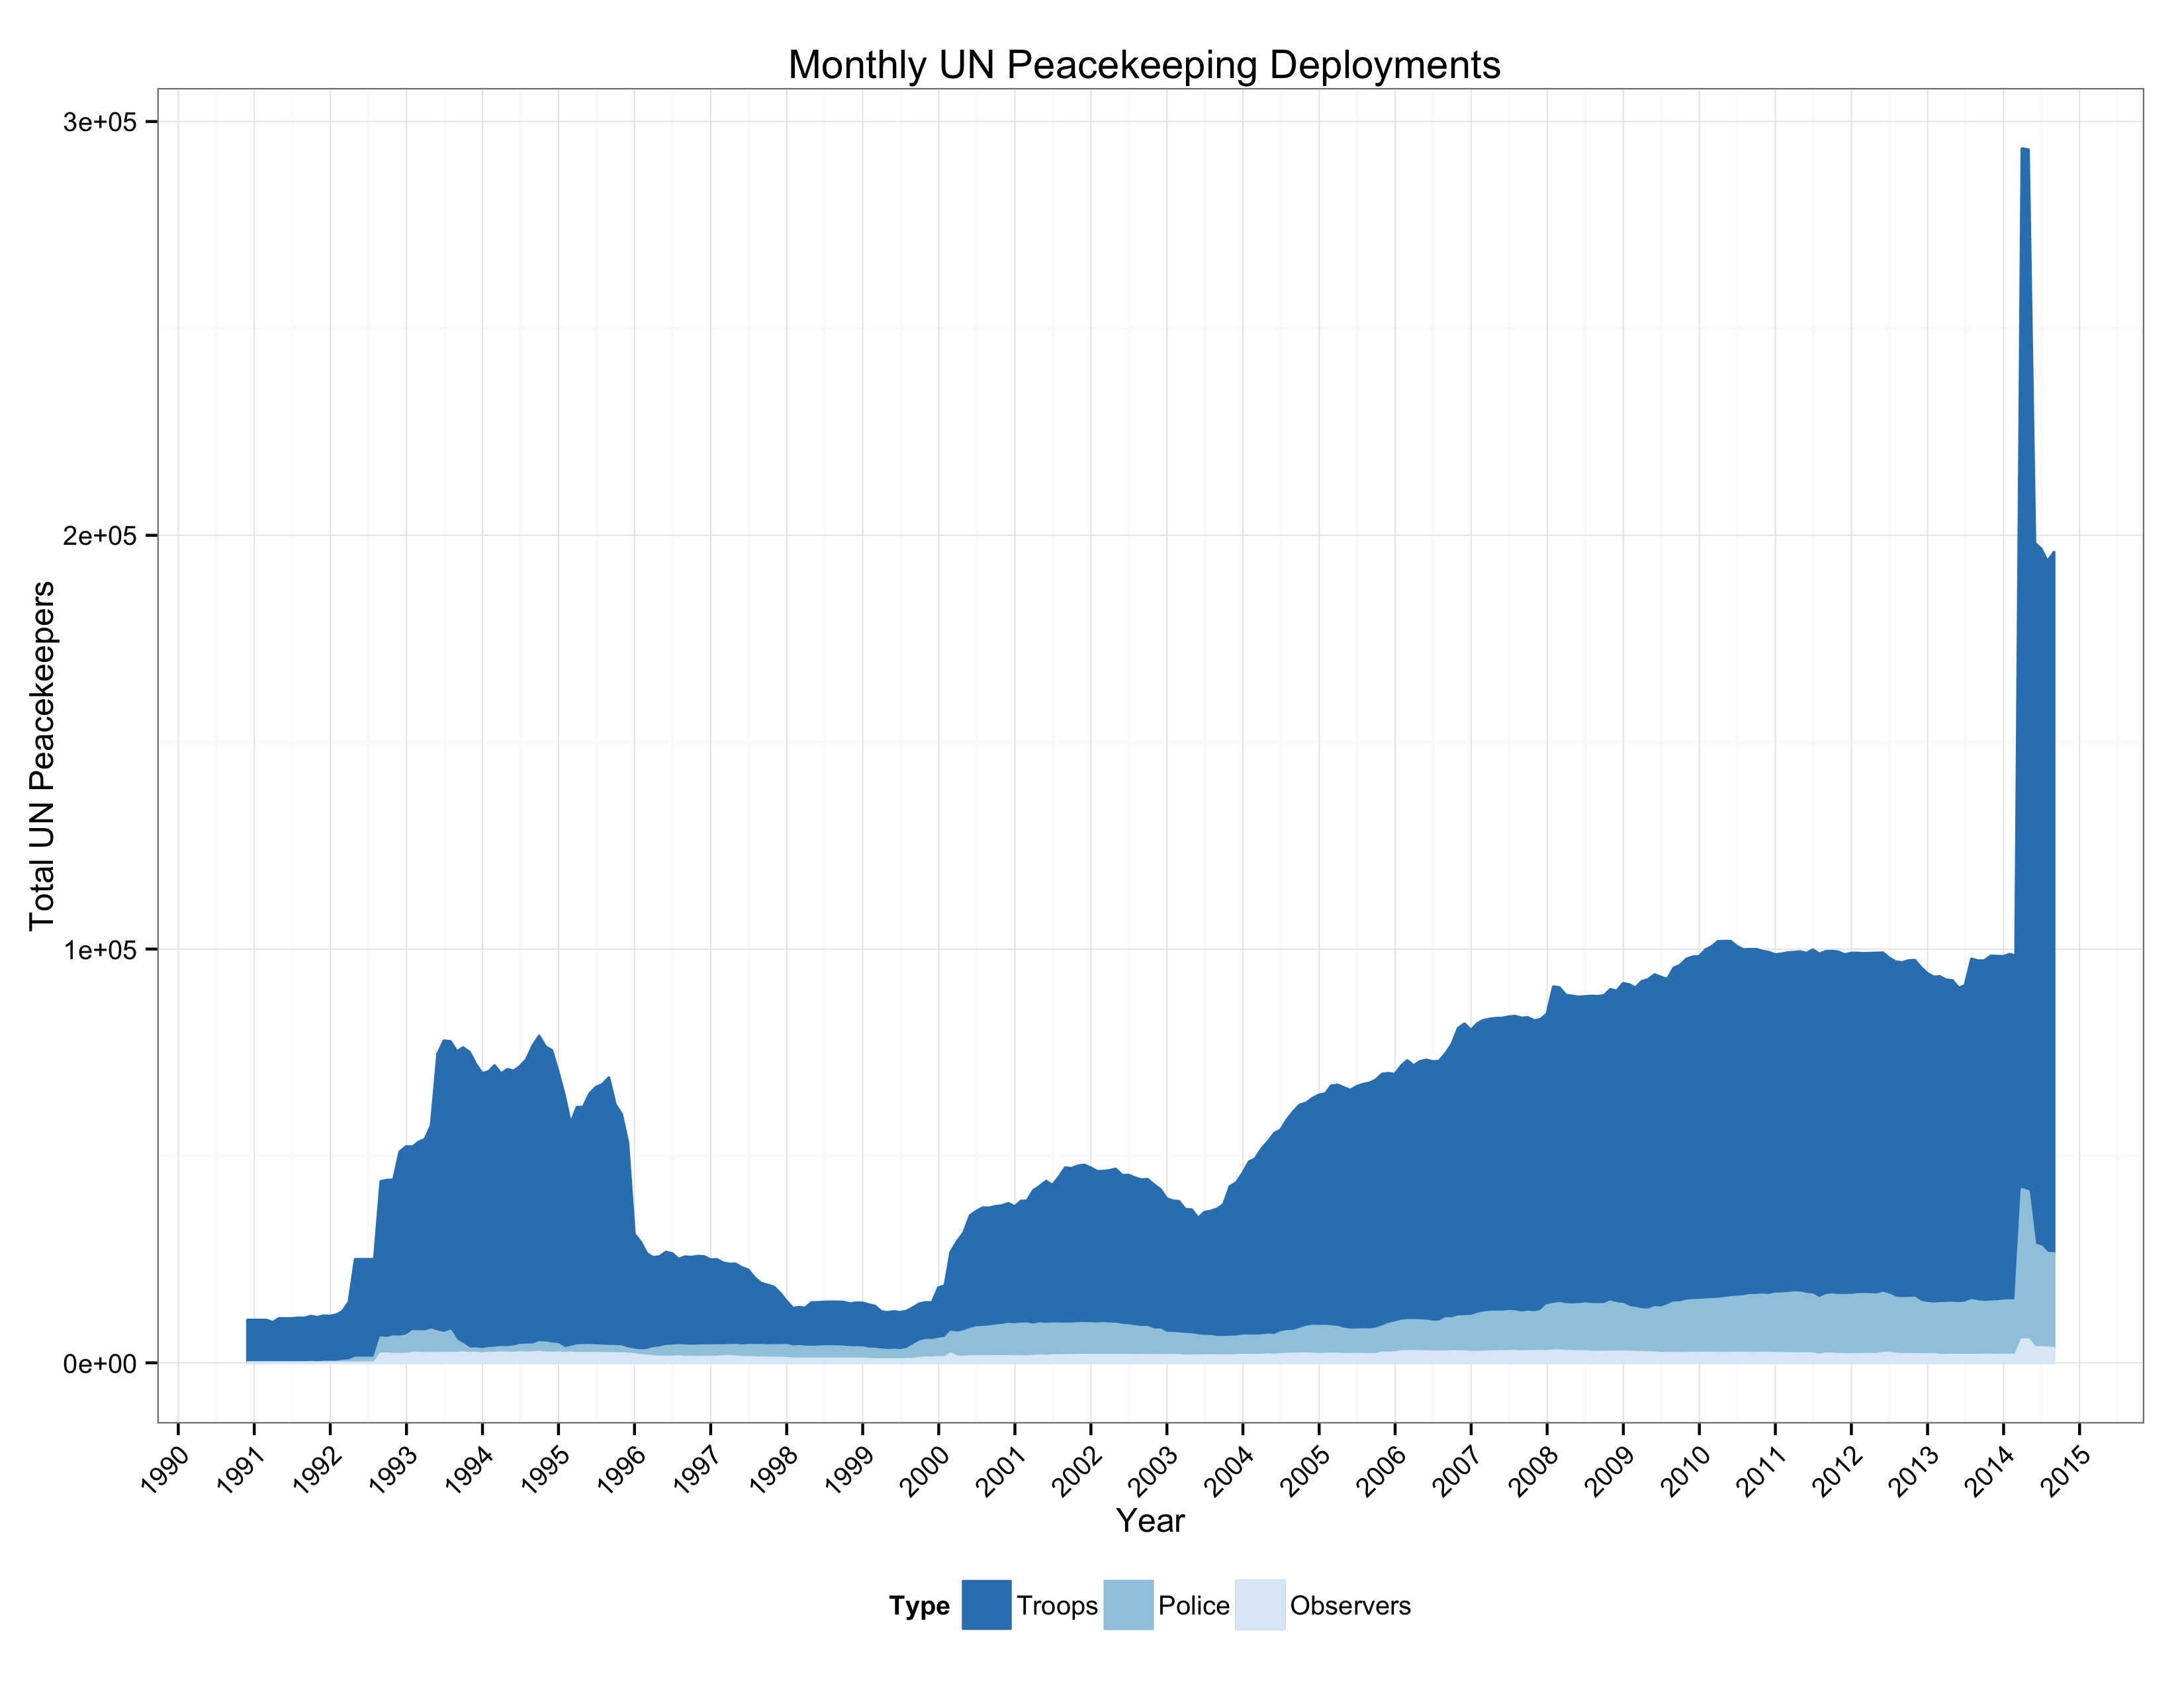 Monthly UN Peacekeeping Deployments
3e+05
2e+05
1e+05
0e+00
Total UN Peacekeepers
1990 1991 1992 1993 1994 1995 1996 1997 1998 1999 2000 2001 2002 2003 2004 2005 2006 2007 2008 2009 2010 2011 2012 2013 2014 2015
Year
Type Troops Police Observers